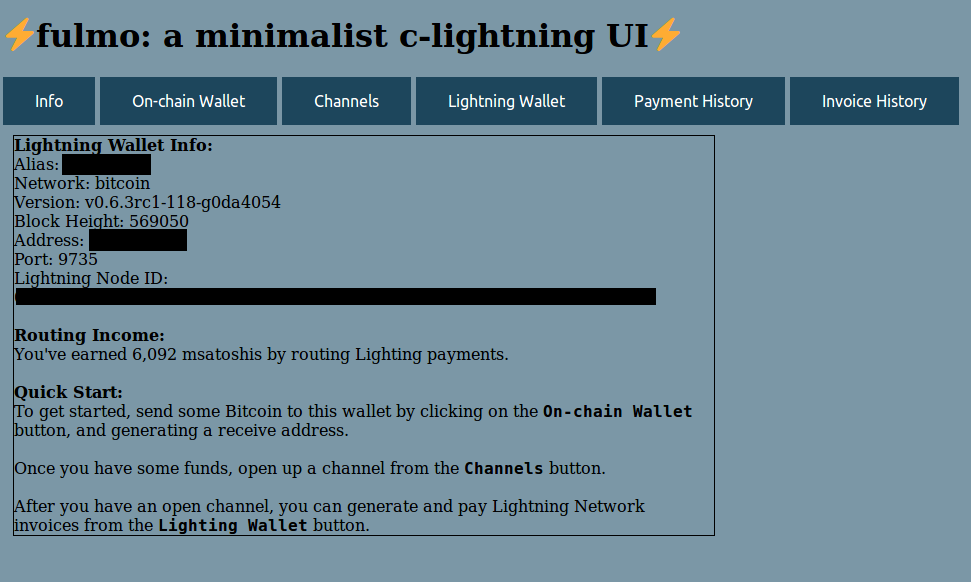 ⚡fulmo: a minimalist c-lightning UI⚡
Info
On-chain Wallet
Channels
Lightning Wallet
Payment History
Invoice History
Lightning Wallet Info:
Alias:
Network: bitcoin
Version: v0.6.3rc1-118-g0da4054
Block Height: 569050
Address:
Port: 9735
Lightning Node ID:
Routing Income:
You've earned 6,092 msatoshis by routing Lighting payments.
Quick Start:
To get started, send some Bitcoin to this wallet by clicking on the On-chain Wallet
button, and generating a receive address.
Once you have some funds, open up a channel from the Channels button.
After you have an open channel, you can generate and pay Lightning Network
invoices from the Lighting Wallet button.